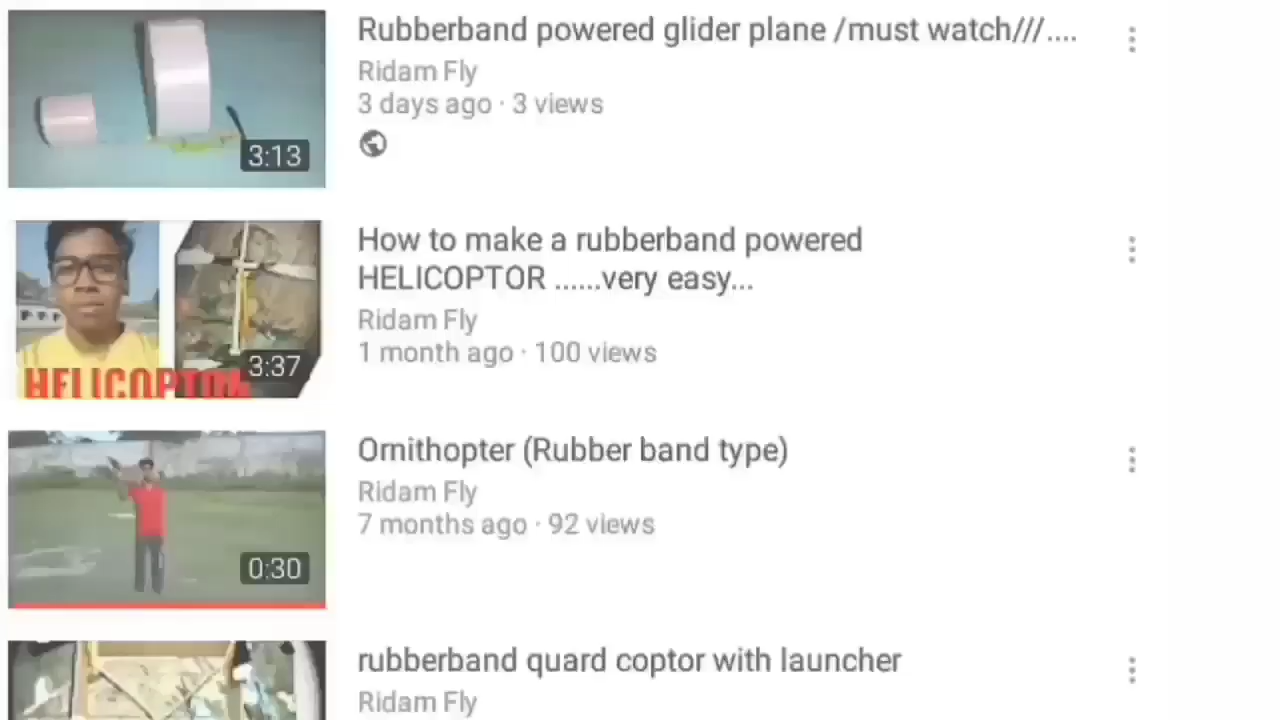 Rubberband powered glider plane /must watch///....
Ridam Fly
3 days ago · 3 views
3:13
How to make a rubberband powered
HELICOPTOR ......very easy...
Ridam Fly
1 month ago · 100 views
3:37
HELICOPTOR
Ornithopter (Rubber band type)
Ridam Fly
7 months ago · 92 views
0:30
rubberband quard coptor with launcher
Ridam Fly